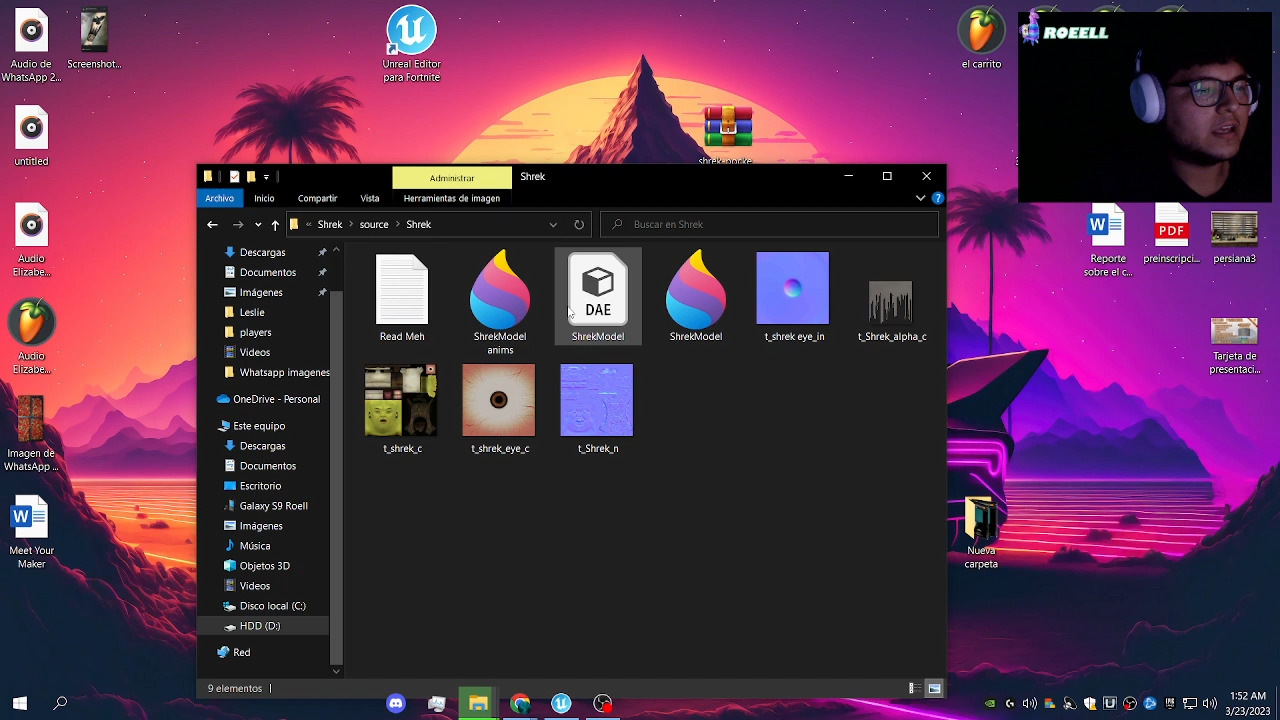 Audio de
WhatsApp 2...
Screenshot...
Unreal Editor
para Fortnite
el carrito
ROEELL
untitled
Audio
Elizabe...
Audio
Elizabe...
Imagen de
WhatsApp ...
W
Meet Your
Maker
W
Reporte
sobre el c...
PDF
preinscripci...
persiana3
Tarjeta de
presentaci...
Nueva
carpeta
Administrar
Shrek
Archivo
Inicio
Compartir
Vista
Herramientas de imagen
« Shrek > source > Shrek
Buscar en Shrek
Descargas
Documentos
Imágenes
Leslie
players
Videos
Whatsapp imagenes
OneDrive - Personal
Este equipo
Descargas
Documentos
Escritorio
Galaxy S9 Roell
Imágenes
Música
Objetos 3D
Videos
Disco local (C:)
HDD (D:)
Red
Read Meh
ShrekModel
anims
DAE
ShrekModel
ShrekModel
t_shrek eye_in
t_Shrek_alpha_c
t_shrek_c
t_shrek_eye_c
t_Shrek_n
9 elementos
1:52 AM
3/23/2023